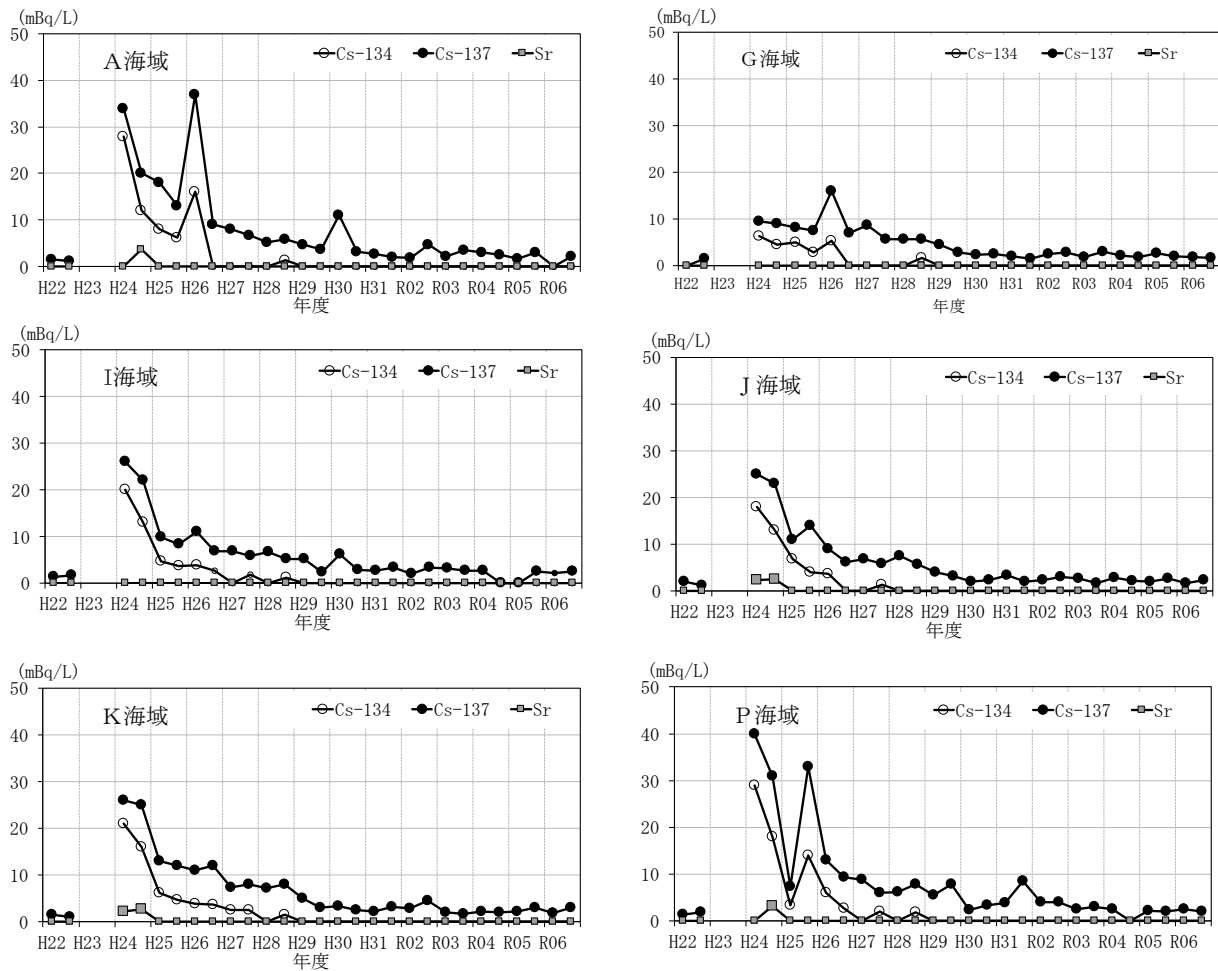 (mBq/L)
A海域
Cs-134 Cs-137 Sr
50
40
30
20
10
0
H22 H23 H24 H25 H26 H27 H28 H29 H30 H31 R02 R03 R04 R05 R06
年度
(mBq/L)
G海域
Cs-134 Cs-137 Sr
50
40
30
20
10
0
H22 H23 H24 H25 H26 H27 H28 H29 H30 H31 R02 R03 R04 R05 R06
年度
(mBq/L)
I海域
Cs-134 Cs-137 Sr
50
40
30
20
10
0
H22 H23 H24 H25 H26 H27 H28 H29 H30 H31 R02 R03 R04 R05 R06
年度
(mBq/L)
J海域
Cs-134 Cs-137 Sr
50
40
30
20
10
0
H22 H23 H24 H25 H26 H27 H28 H29 H30 H31 R02 R03 R04 R05 R06
年度
(mBq/L)
K海域
Cs-134 Cs-137 Sr
50
40
30
20
10
0
H22 H23 H24 H25 H26 H27 H28 H29 H30 H31 R02 R03 R04 R05 R06
年度
(mBq/L)
P海域
Cs-134 Cs-137 Sr
50
40
30
20
10
0
H22 H23 H24 H25 H26 H27 H28 H29 H30 H31 R02 R03 R04 R05 R06
年度